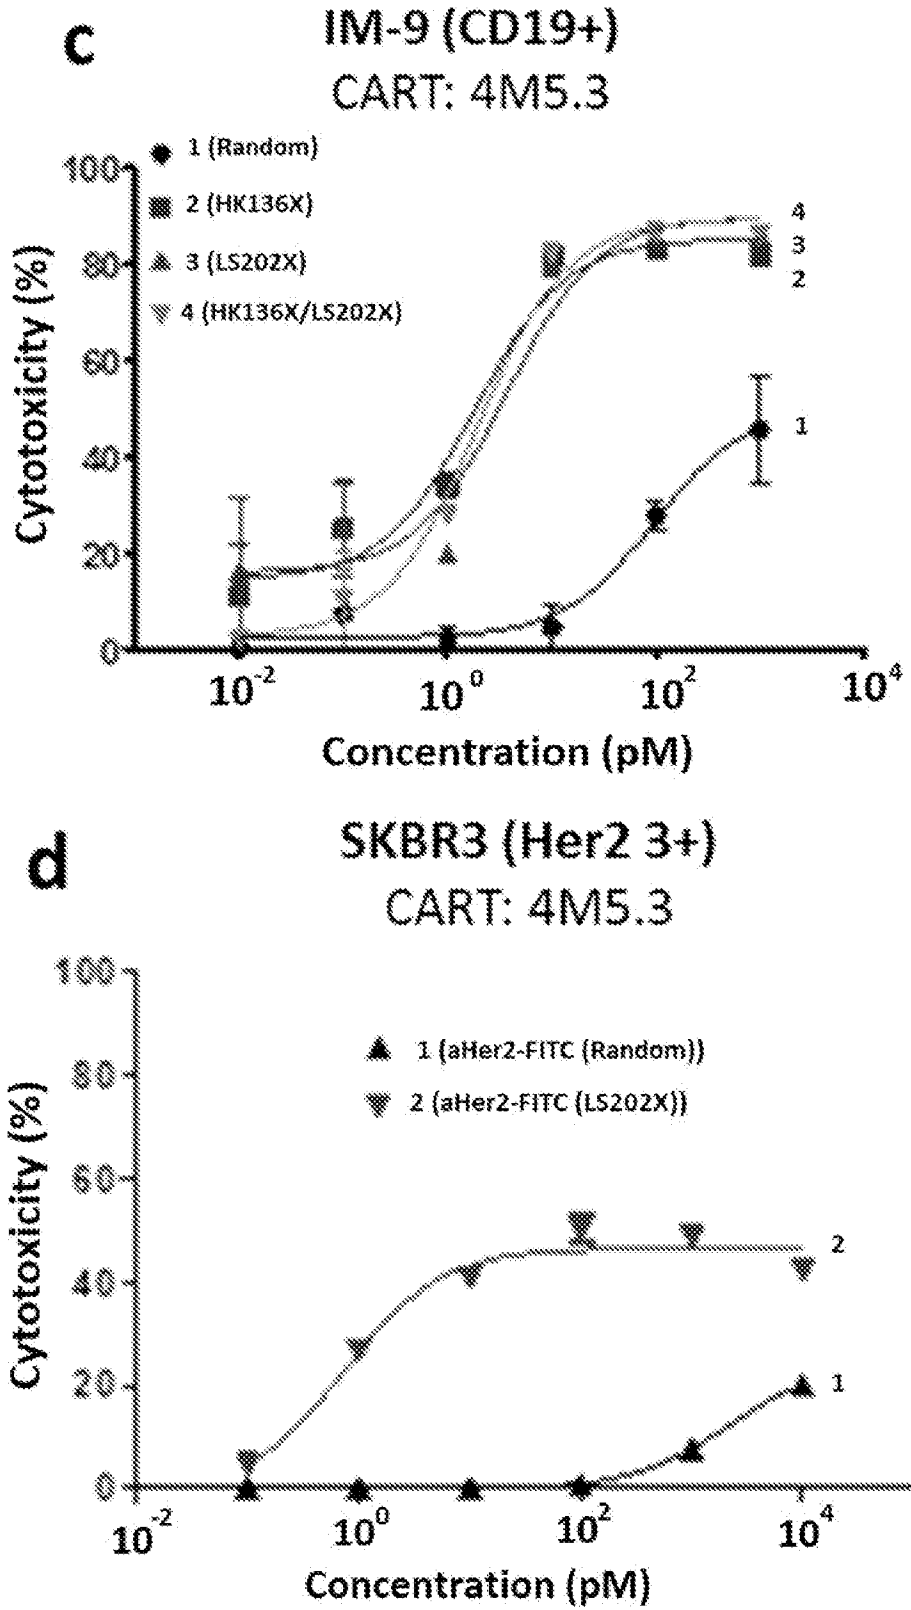 c
IM-9 (CD19+)
CART: 4M5.3
1 (Random)
2 (HK136X)
3 (LS202X)
4 (HK136X/LS202X)
Cytotoxicity (%)
100
80
60
40
20
0
4
3
2
1
10-2
100
102
104
Concentration (pM)
d
SKBR3 (Her2 3+)
CART: 4M5.3
1 (aHer2-FITC (Random))
2 (aHer2-FITC (LS202X))
Cytotoxicity (%)
100
80
60
40
20
0
2
1
10-2
100
102
104
Concentration (pM)